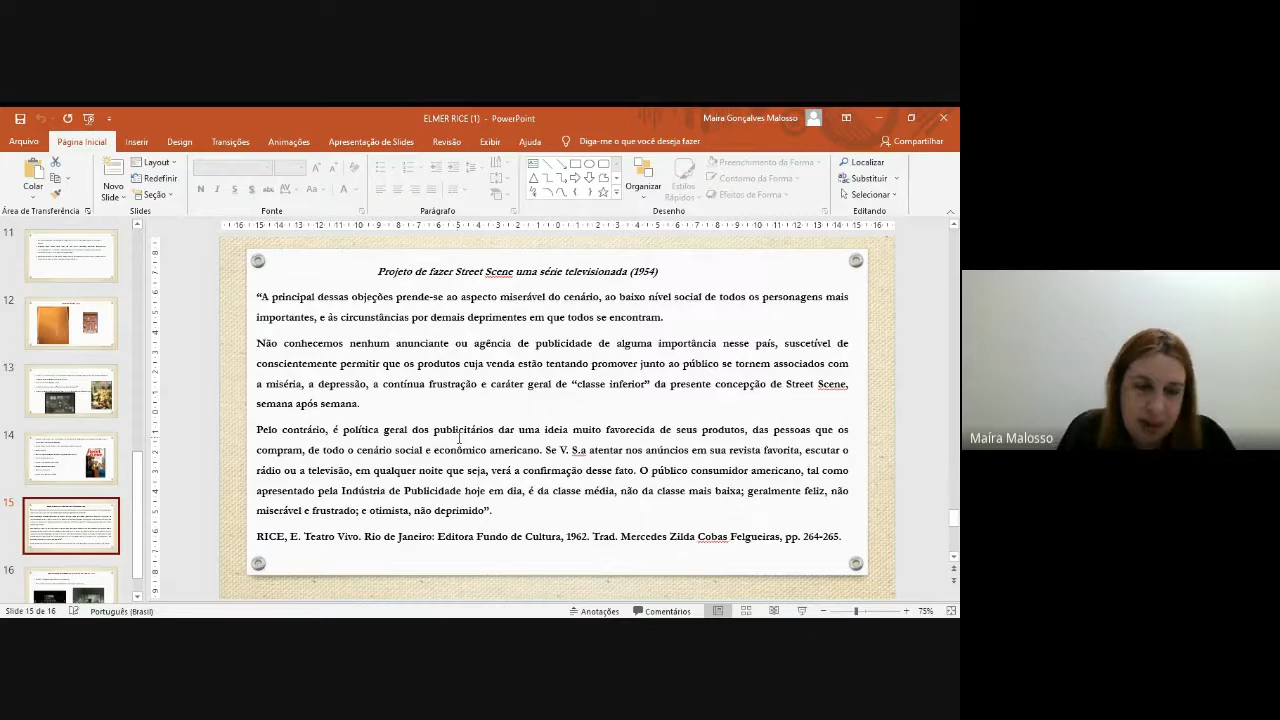 ELMER RICE (1) - PowerPoint
Maira Gonçalves Malosso
Arquivo Página Inicial Inserir Design Transições Animações Apresentação de Slides Revisão Exibir Ajuda Diga-me o que você deseja fazer Compartilhar
Colar
Novo
Slide
Layout
Redefinir
Seção
N I S S abc AV Aa A
Organizar
Estilos
Rápidos
Preenchimento da Forma
Contorno da Forma
Efeitos de Forma
Localizar
Substituir
Selecionar
Área de Transferência Slides Fonte Parágrafo Desenho Editando
11
12
13
14
15
16
Projeto de fazer Street Scene uma série televisionada (1954)
“A principal dessas objeções prende-se ao aspecto miserável do cenário, ao baixo nível social de todos os personagens mais
importantes, e às circunstâncias por demais deprimentes em que todos se encontram.
Não conhecemos nenhum anunciante ou agência de publicidade de alguma importância nesse país, suscetível de
conscientemente permitir que os produtos que eles estão tentando promover junto ao público se tornem associados com
a miséria, a depressão, a contínua frustração e caráter geral de “classe inferior” da presente concepção de Street Scene,
semana após semana.
Pelo contrário, é política geral dos publicitários dar uma ideia muito favorecida de seus produtos, das pessoas que os
compram, de todo o cenário social e econômico americano. Se V. S.a atentar nos anúncios em sua revista favorita, escutar o
rádio ou a televisão, em qualquer noite que seja, verá a confirmação desse fato. O público consumidor americano, tal como
apresentado pela Indústria de Publicidade hoje em dia, é da classe média, não da classe mais baixa; geralmente feliz, não
miserável e frustrado; e otimista, não deprimido”.
RICE, E. Teatro Vivo. Rio de Janeiro: Editora Fundo de Cultura, 1962. Trad. Mercedes Zilda Cobas Felgueiras, pp. 264-265.
Slide 15 de 16 Português (Brasil) Anotações Comentários 75%
Maíra Malosso